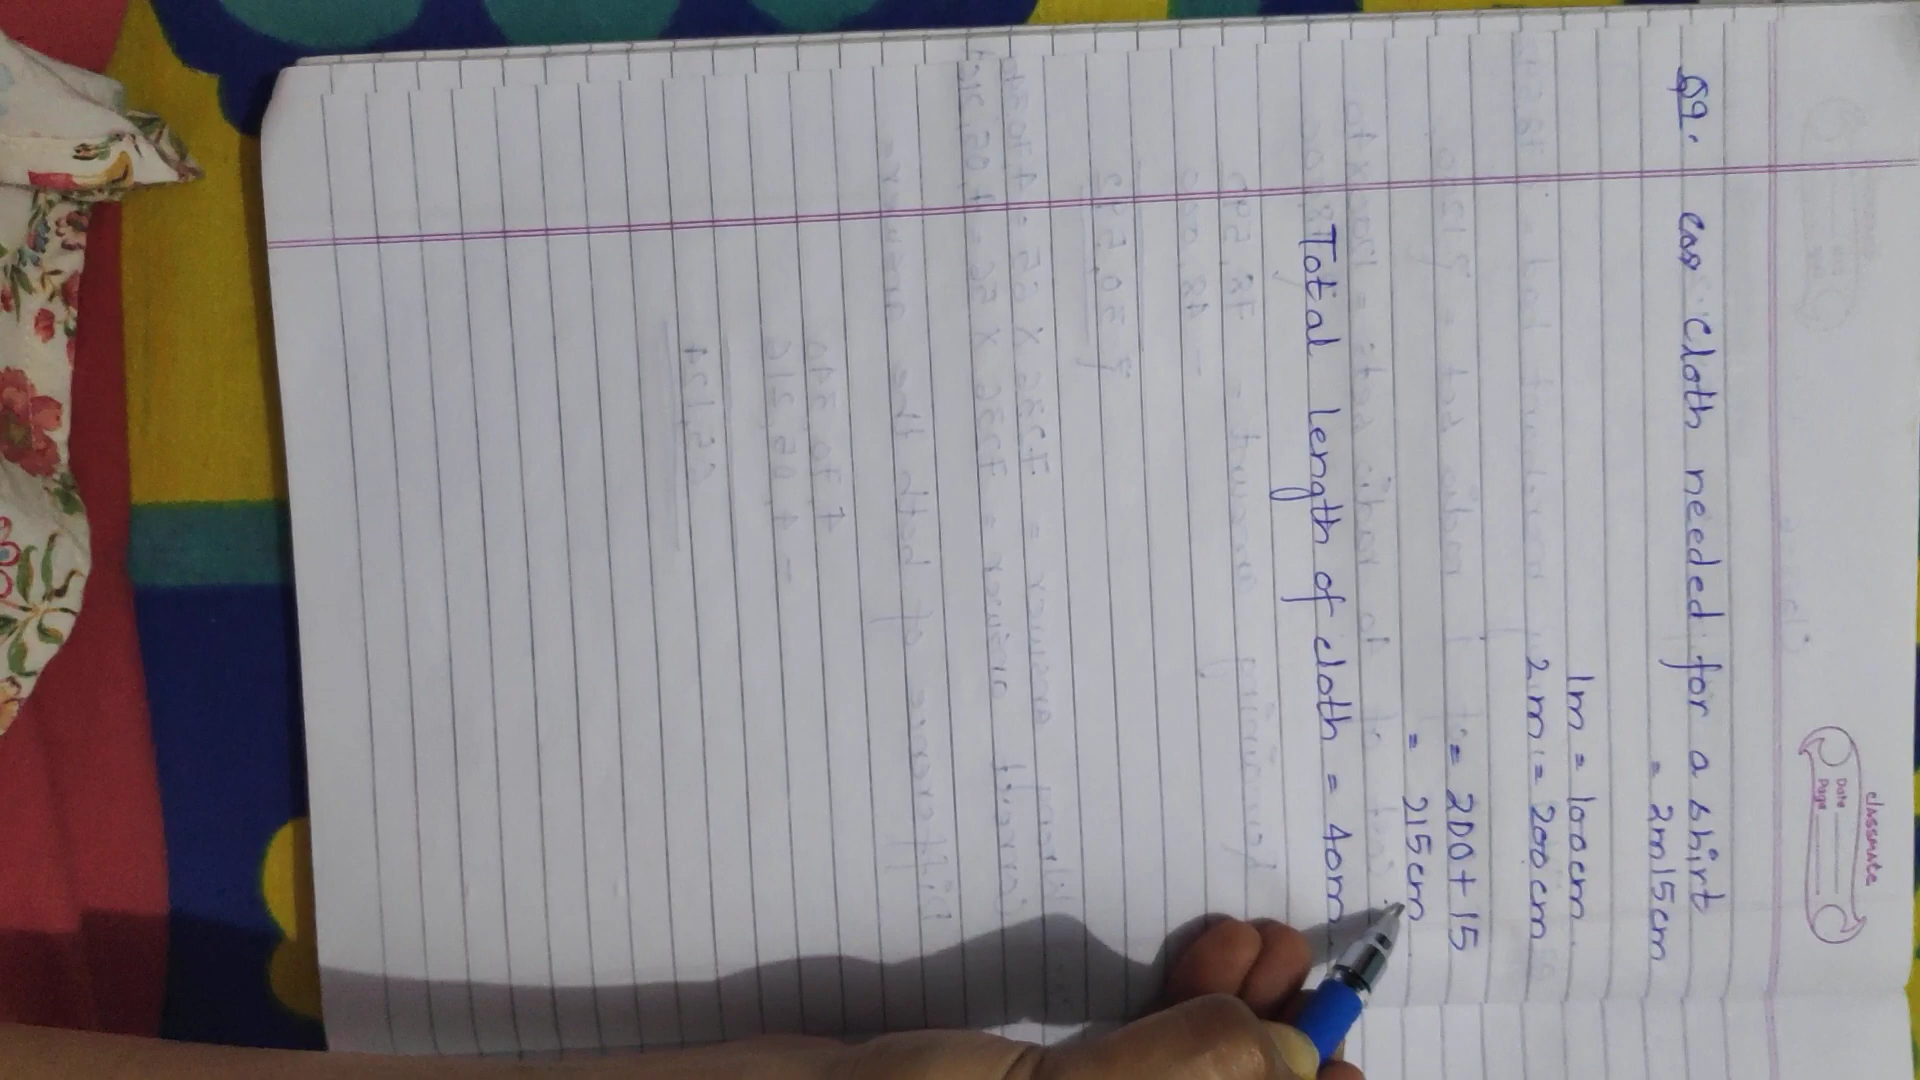 classmate
Date
Page
Q9. Cloth needed for a shirt
= 2m15cm
1m = 100cm
2m = 200cm
= 200+15
= 215cm
Total length of cloth = 40m